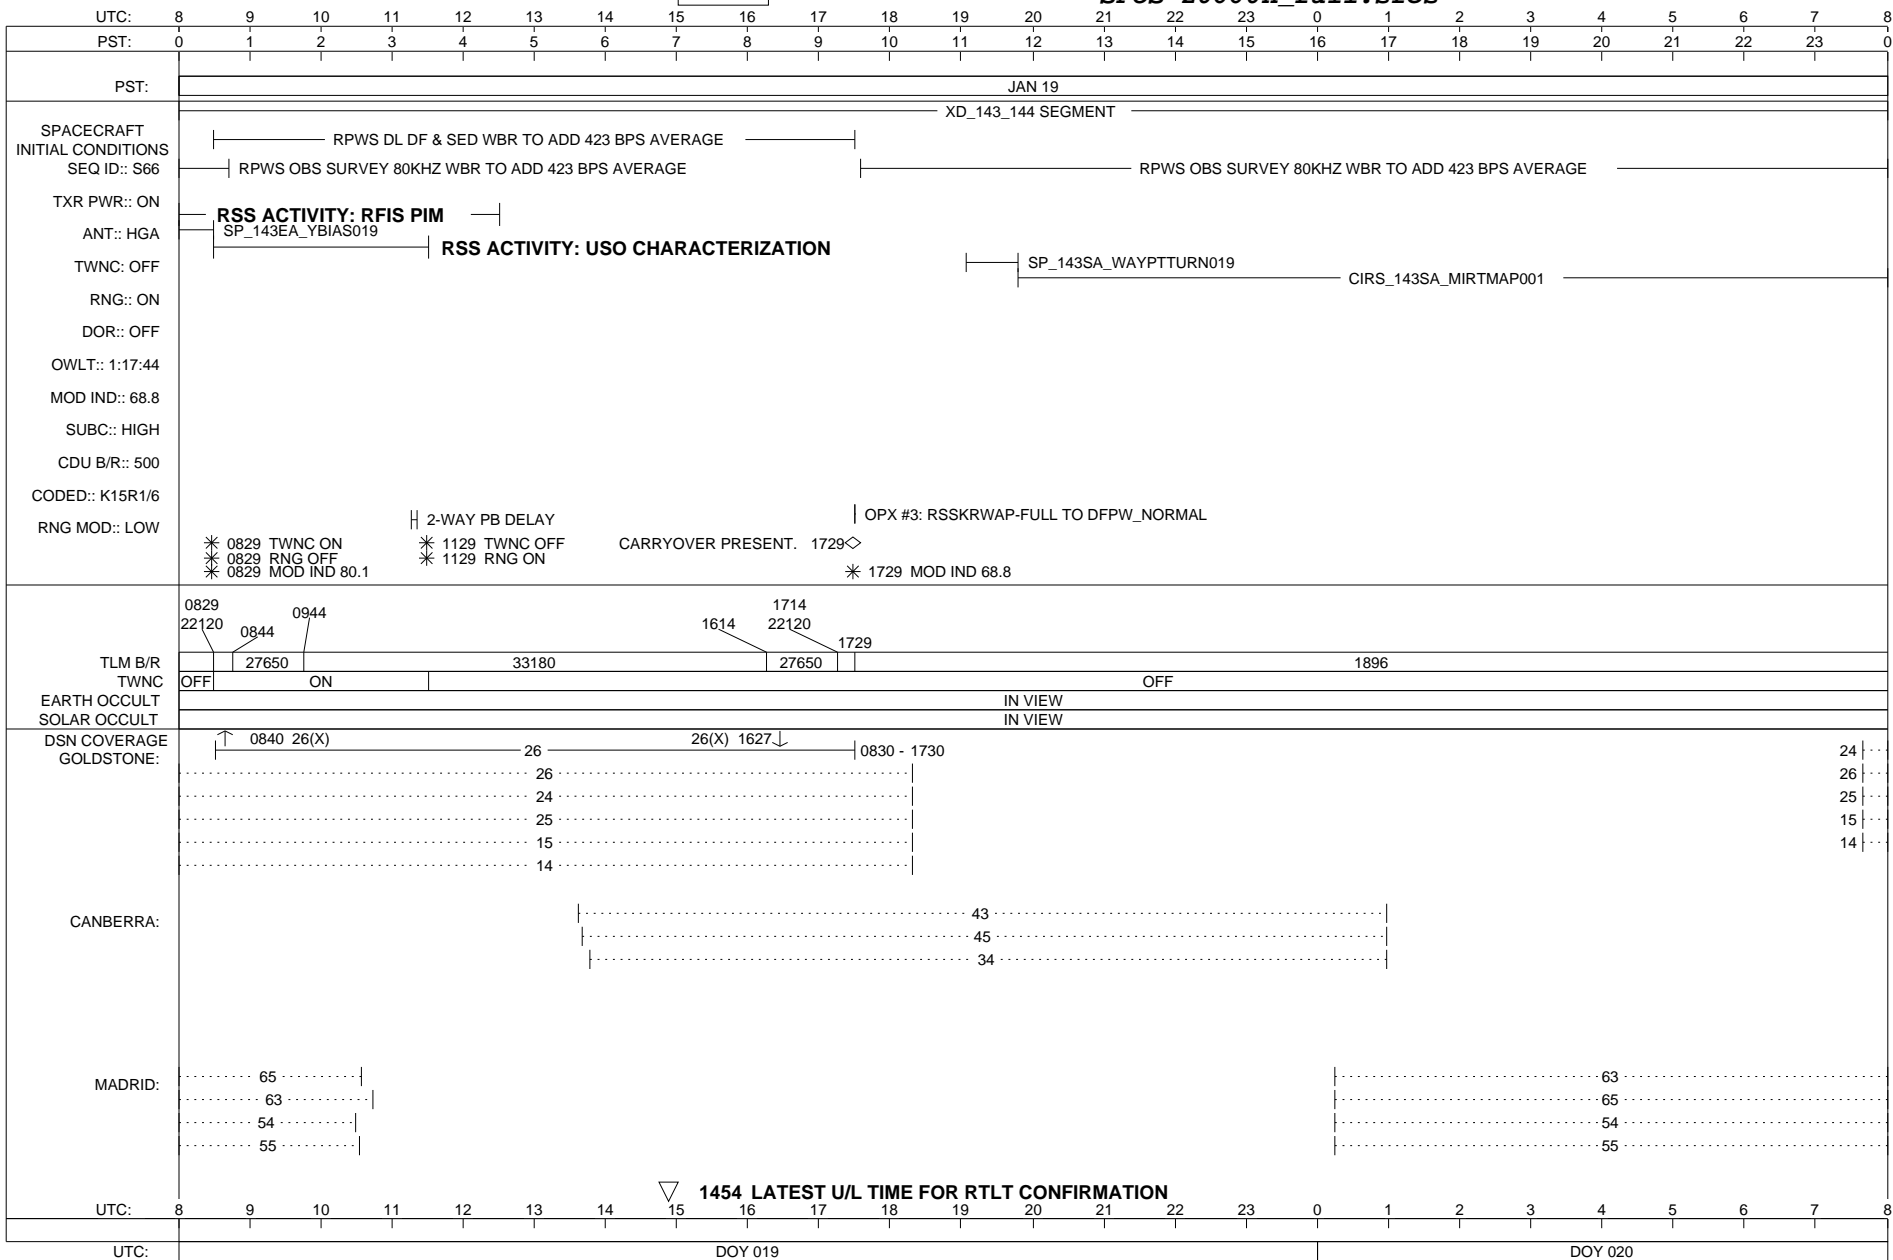 UTC: 8 9 10 11 12 13 14 15 16 17 18 19 20 21 22 23 0 1 2 3 4 5 6 7 8
PST: 0 1 2 3 4 5 6 7 8 9 10 11 12 13 14 15 16 17 18 19 20 21 22 23 0
PST: JAN 19
XD_143_144 SEGMENT
SPACECRAFT
INITIAL CONDITIONS
RPWS DL DF & SED WBR TO ADD 423 BPS AVERAGE
SEQ ID:: S66
RPWS OBS SURVEY 80KHZ WBR TO ADD 423 BPS AVERAGE
RPWS OBS SURVEY 80KHZ WBR TO ADD 423 BPS AVERAGE
TXR PWR:: ON
RSS ACTIVITY: RFIS PIM
ANT:: HGA
SP_143EA_YBIAS019
RSS ACTIVITY: USO CHARACTERIZATION
TWNC: OFF
SP_143SA_WAYPTTURN019
CIRS_143SA_MIRTMAP001
RNG:: ON
DOR:: OFF
OWLT:: 1:17:44
MOD IND:: 68.8
SUBC:: HIGH
CDU B/R:: 500
CODED:: K15R1/6
RNG MOD:: LOW
2-WAY PB DELAY
OPX #3: RSSKRWAP-FULL TO DFPW_NORMAL
0829 TWNC ON
1129 TWNC OFF
CARRYOVER PRESENT. 1729
0829 RNG OFF
1129 RNG ON
0829 MOD IND 80.1
1729 MOD IND 68.8
0829
22120
0844
0944
1614
1714
22120
1729
TLM B/R 27650 33180 27650 1896
TWNC OFF ON OFF
EARTH OCCULT IN VIEW
SOLAR OCCULT IN VIEW
DSN COVERAGE
GOLDSTONE:
0840 26(X)
26(X) 1627
26
0830 - 1730
24
26 26
24 25
25 15
15 14
14
CANBERRA:
43
45
34
MADRID:
65 63
63 65
54 54
55 55
1454 LATEST U/L TIME FOR RTLT CONFIRMATION
UTC: 8 9 10 11 12 13 14 15 16 17 18 19 20 21 22 23 0 1 2 3 4 5 6 7 8
UTC: DOY 019 DOY 020